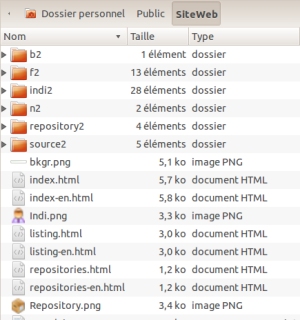 Dossier personnel Public SiteWeb
Nom Taille Type
b2 1 élément dossier
f2 13 éléments dossier
indi2 28 éléments dossier
n2 2 éléments dossier
repository2 4 éléments dossier
source2 5 éléments dossier
bkgr.png 5,1 ko image PNG
index.html 5,7 ko document HTML
index-en.html 5,8 ko document HTML
Indi.png 3,3 ko image PNG
listing.html 3,0 ko document HTML
listing-en.html 3,0 ko document HTML
repositories.html 1,2 ko document HTML
repositories-en.html 1,2 ko document HTML
Repository.png 3,4 ko image PNG